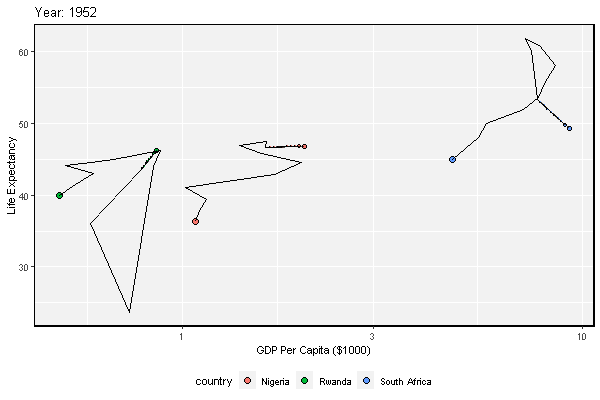 Year: 1952
Life Expectancy
60
50
40
30
1
3
10
GDP Per Capita ($1000)
country Nigeria Rwanda South Africa